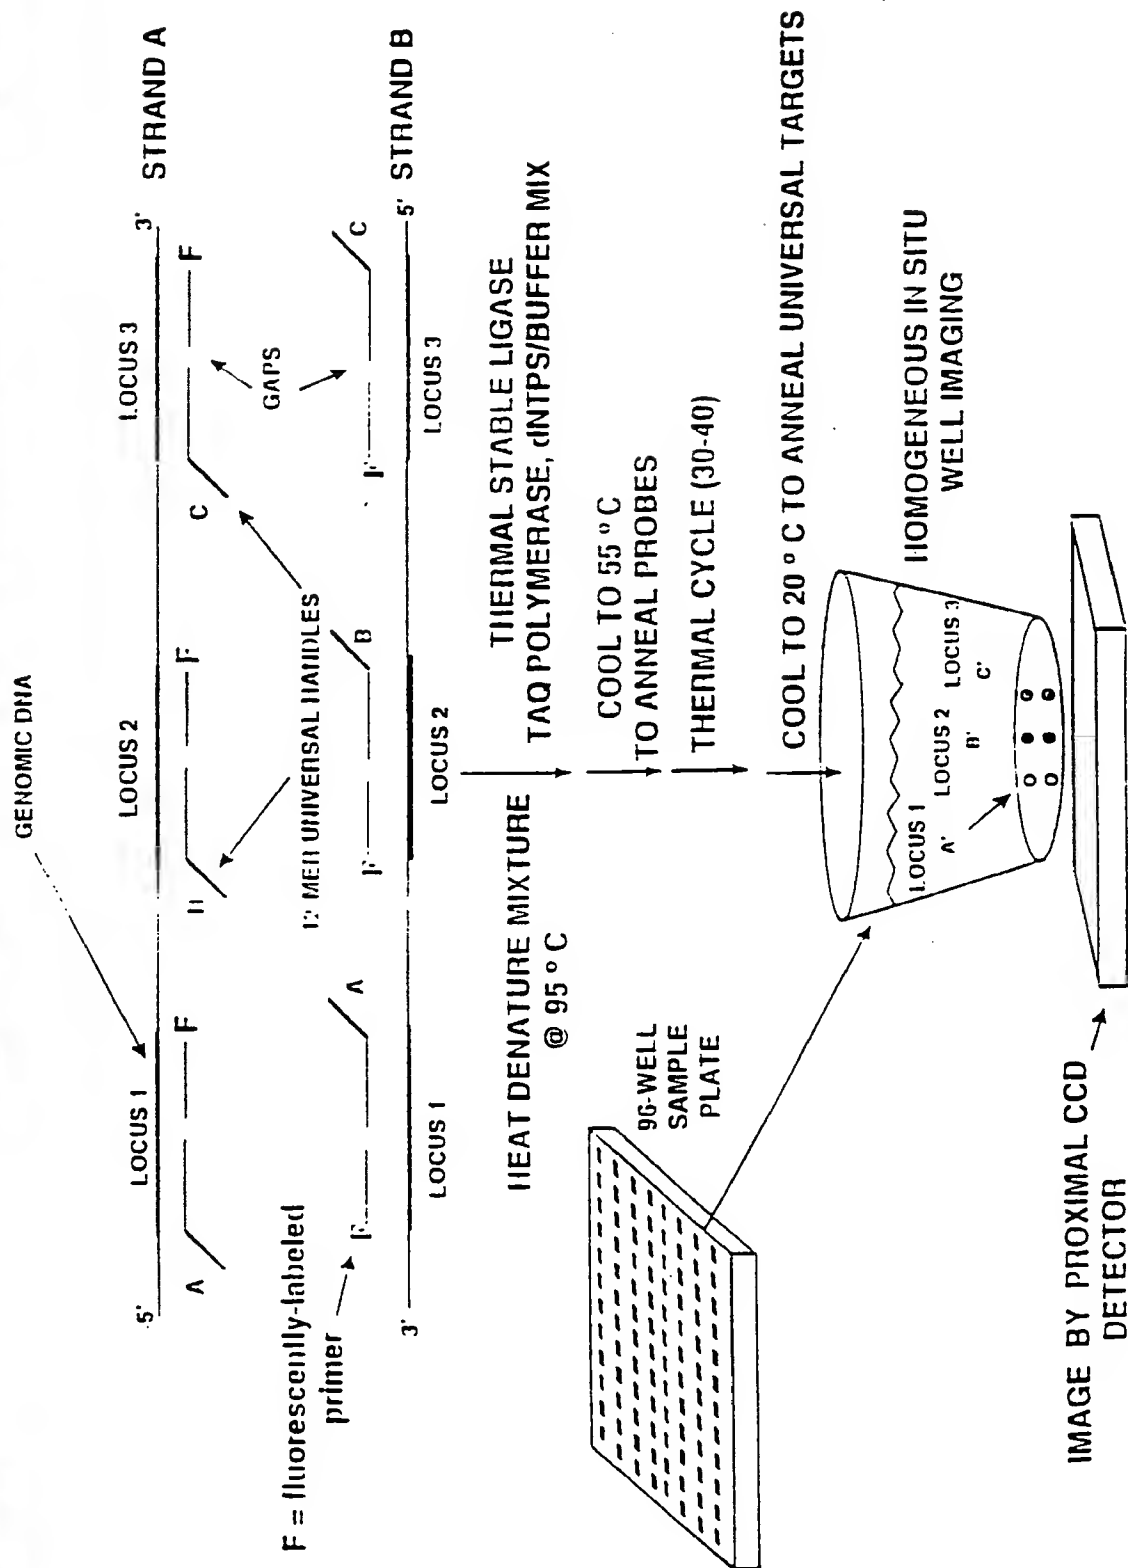 GENOMIC DNA
LOCUS 1
LOCUS 2
LOCUS 3
5'
3'
STRAND A
A
F
F
C
F
GAPS
F = fluorescently-labeled
primer
12 MER UNIVERSAL HANDLES
F
A
F
B
F
C
3'
5'
STRAND B
LOCUS 1
LOCUS 2
LOCUS 3
HEAT DENATURE MIXTURE
@ 95 °C
THERMAL STABLE LIGASE
TAQ POLYMERASE, dNTPS/BUFFER MIX
COOL TO 55 °C
TO ANNEAL PROBES
THERMAL CYCLE (30-40)
COOL TO 20 °C TO ANNEAL UNIVERSAL TARGETS
96-WELL
SAMPLE
PLATE
LOCUS 1
A'
LOCUS 2
B'
LOCUS 3
C'
HOMOGENEOUS IN SITU
WELL IMAGING
IMAGE BY PROXIMAL CCD
DETECTOR